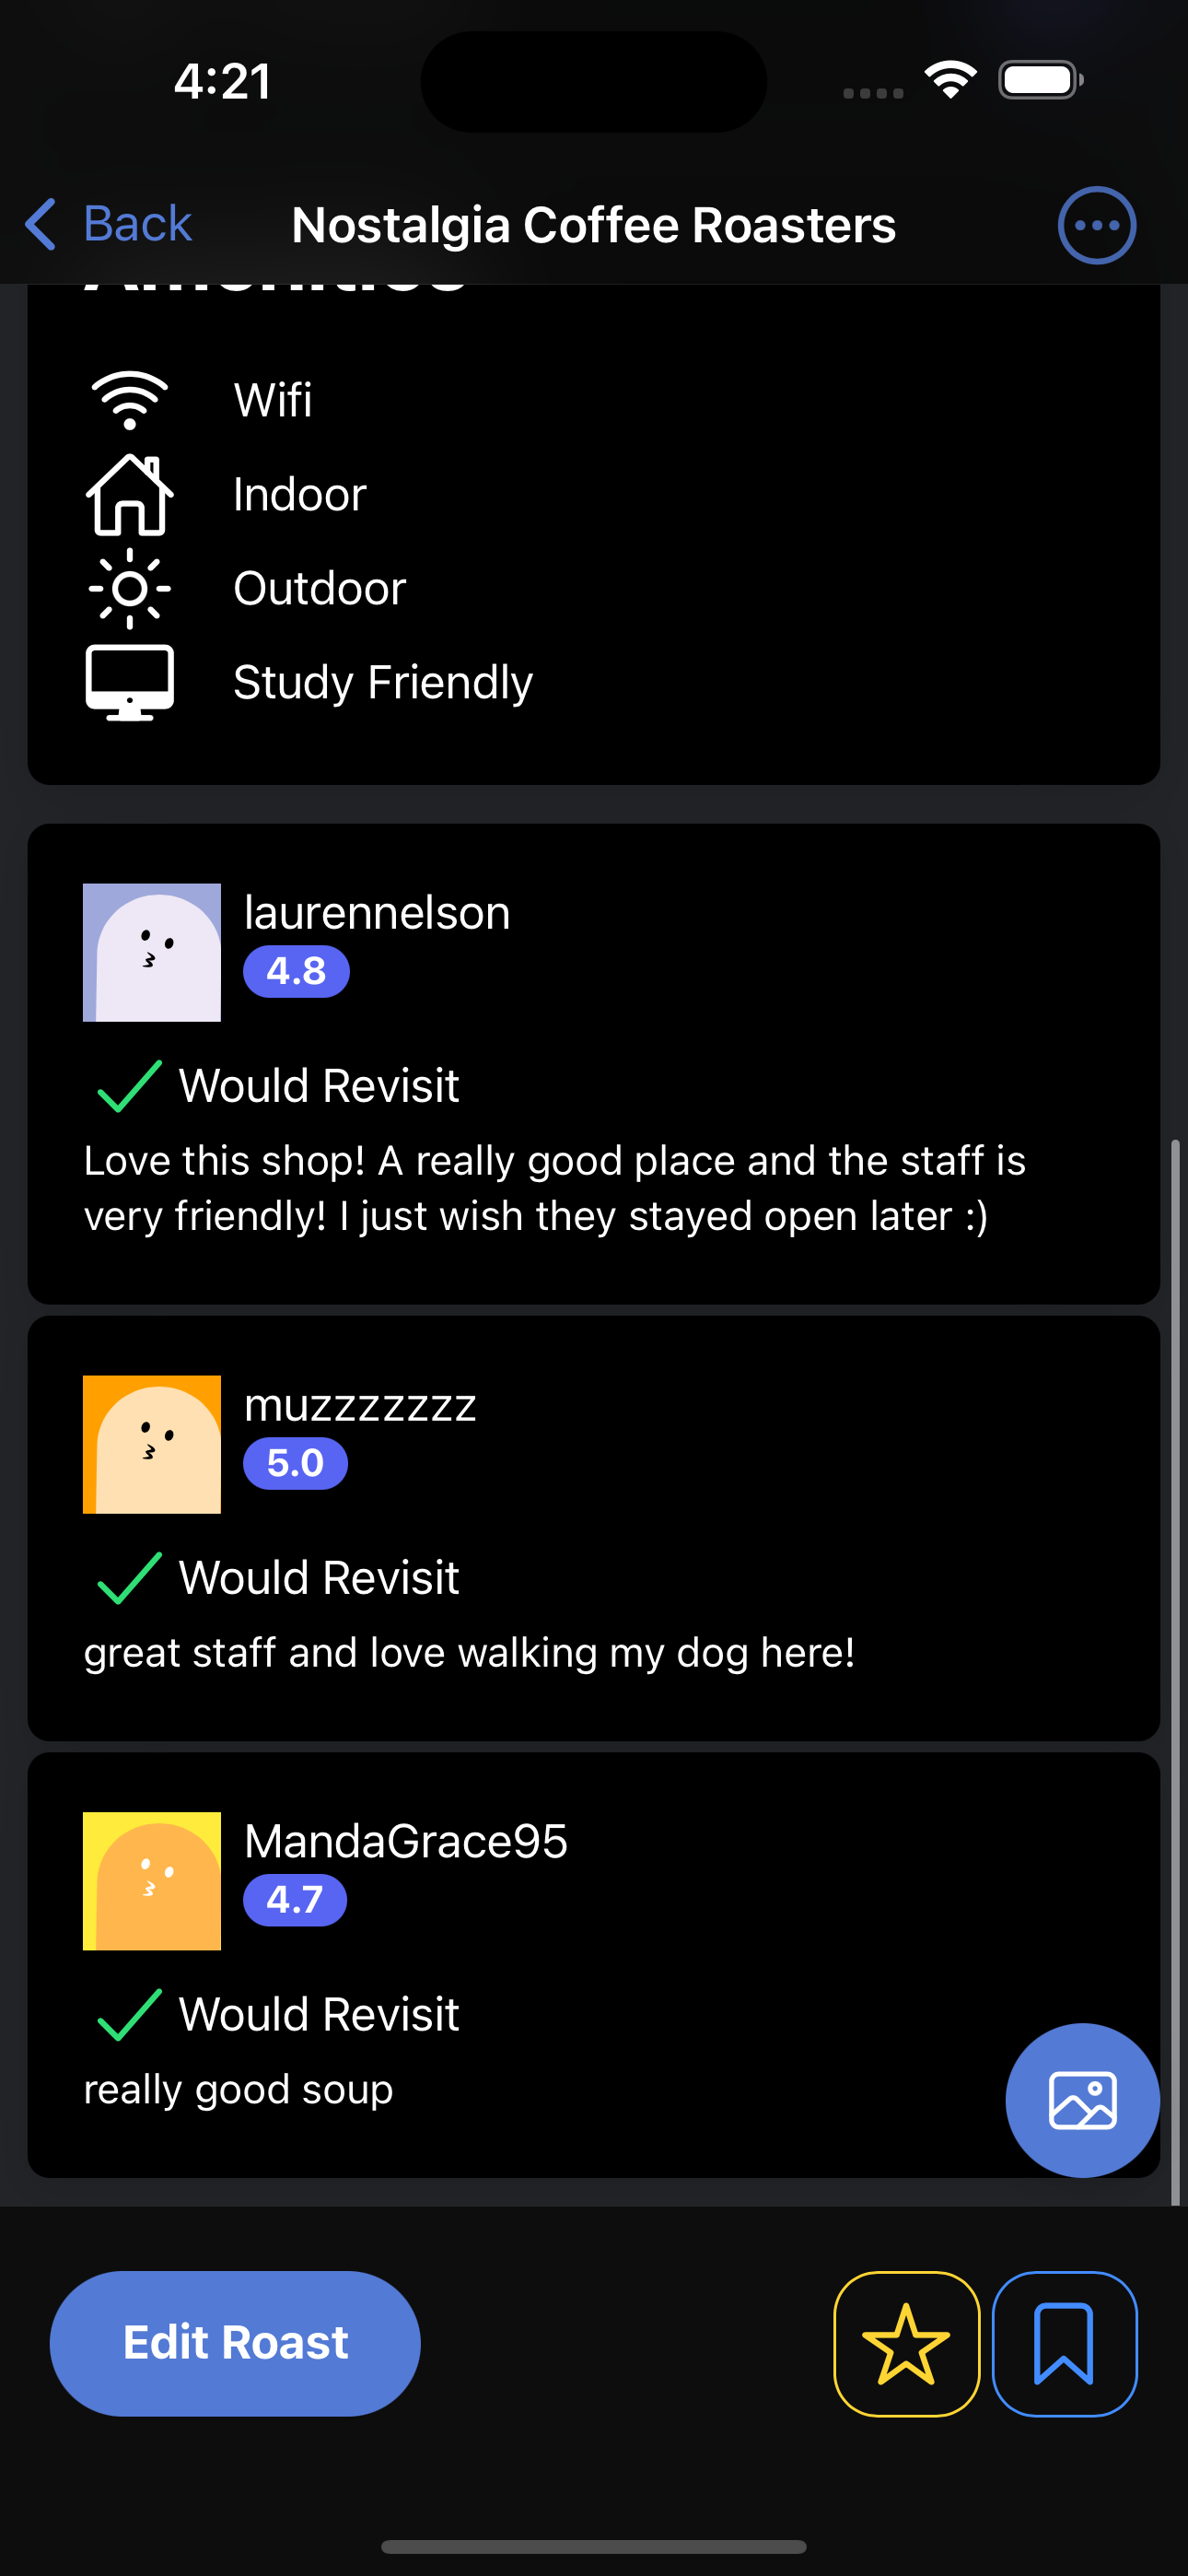 4:21
Back
Nostalgia Coffee Roasters
Amenities
Wifi
Indoor
Outdoor
Study Friendly
laurennelson
4.8
Would Revisit
Love this shop! A really good place and the staff is
very friendly! I just wish they stayed open later :)
muzzzzzzz
5.0
Would Revisit
great staff and love walking my dog here!
MandaGrace95
4.7
Would Revisit
really good soup
Edit Roast